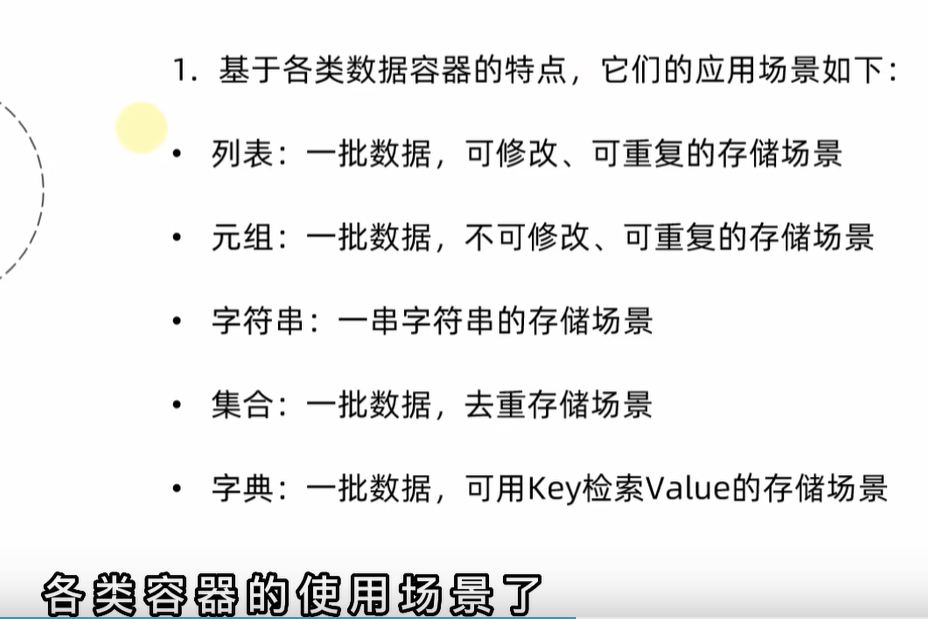 1. 基于各类数据容器的特点，它们的应用场景如下：
• 列表：一批数据，可修改、可重复的存储场景
• 元组：一批数据，不可修改、可重复的存储场景
• 字符串：一串字符串的存储场景
• 集合：一批数据，去重存储场景
• 字典：一批数据，可用Key检索Value的存储场景
各类容器的使用场景了